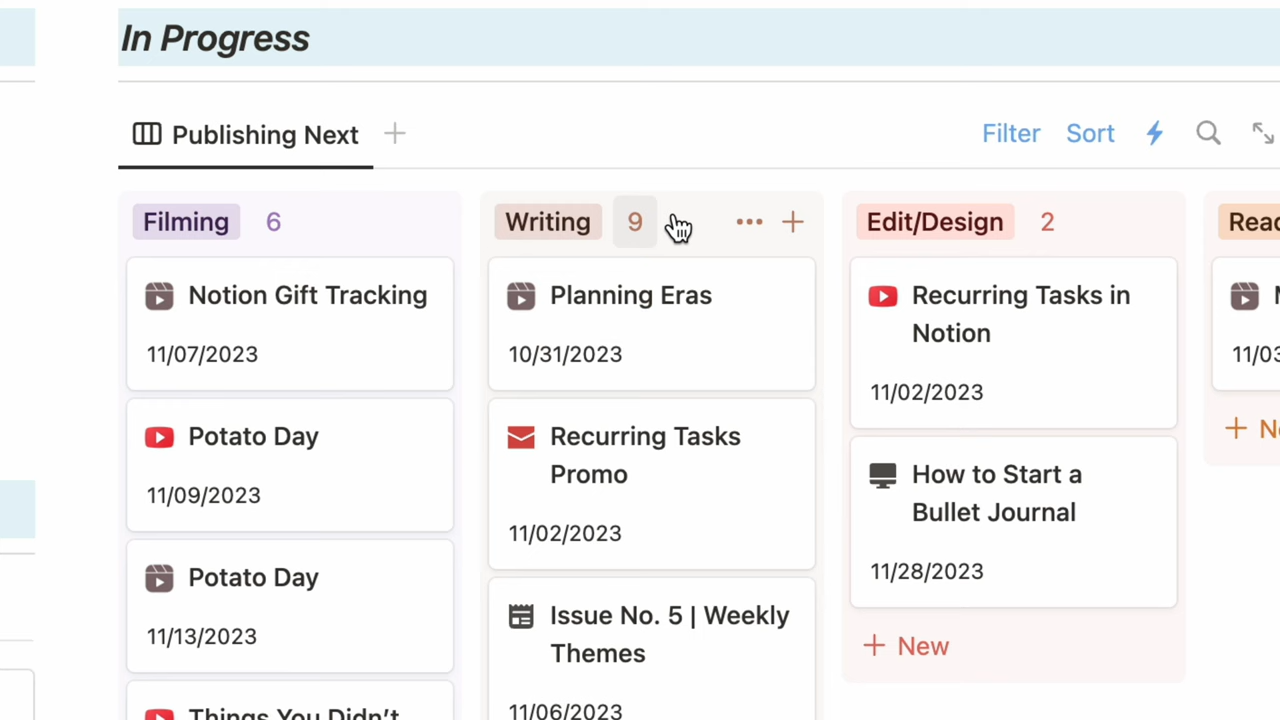 In Progress
Publishing Next
Filter Sort
Filming 6
Notion Gift Tracking
11/07/2023
Potato Day
11/09/2023
Potato Day
11/13/2023
Things You Didn't
Writing 9
Planning Eras
10/31/2023
Recurring Tasks
Promo
11/02/2023
Issue No. 5 | Weekly
Themes
11/06/2023
Edit/Design 2
Recurring Tasks in
Notion
11/02/2023
How to Start a
Bullet Journal
11/28/2023
+ New